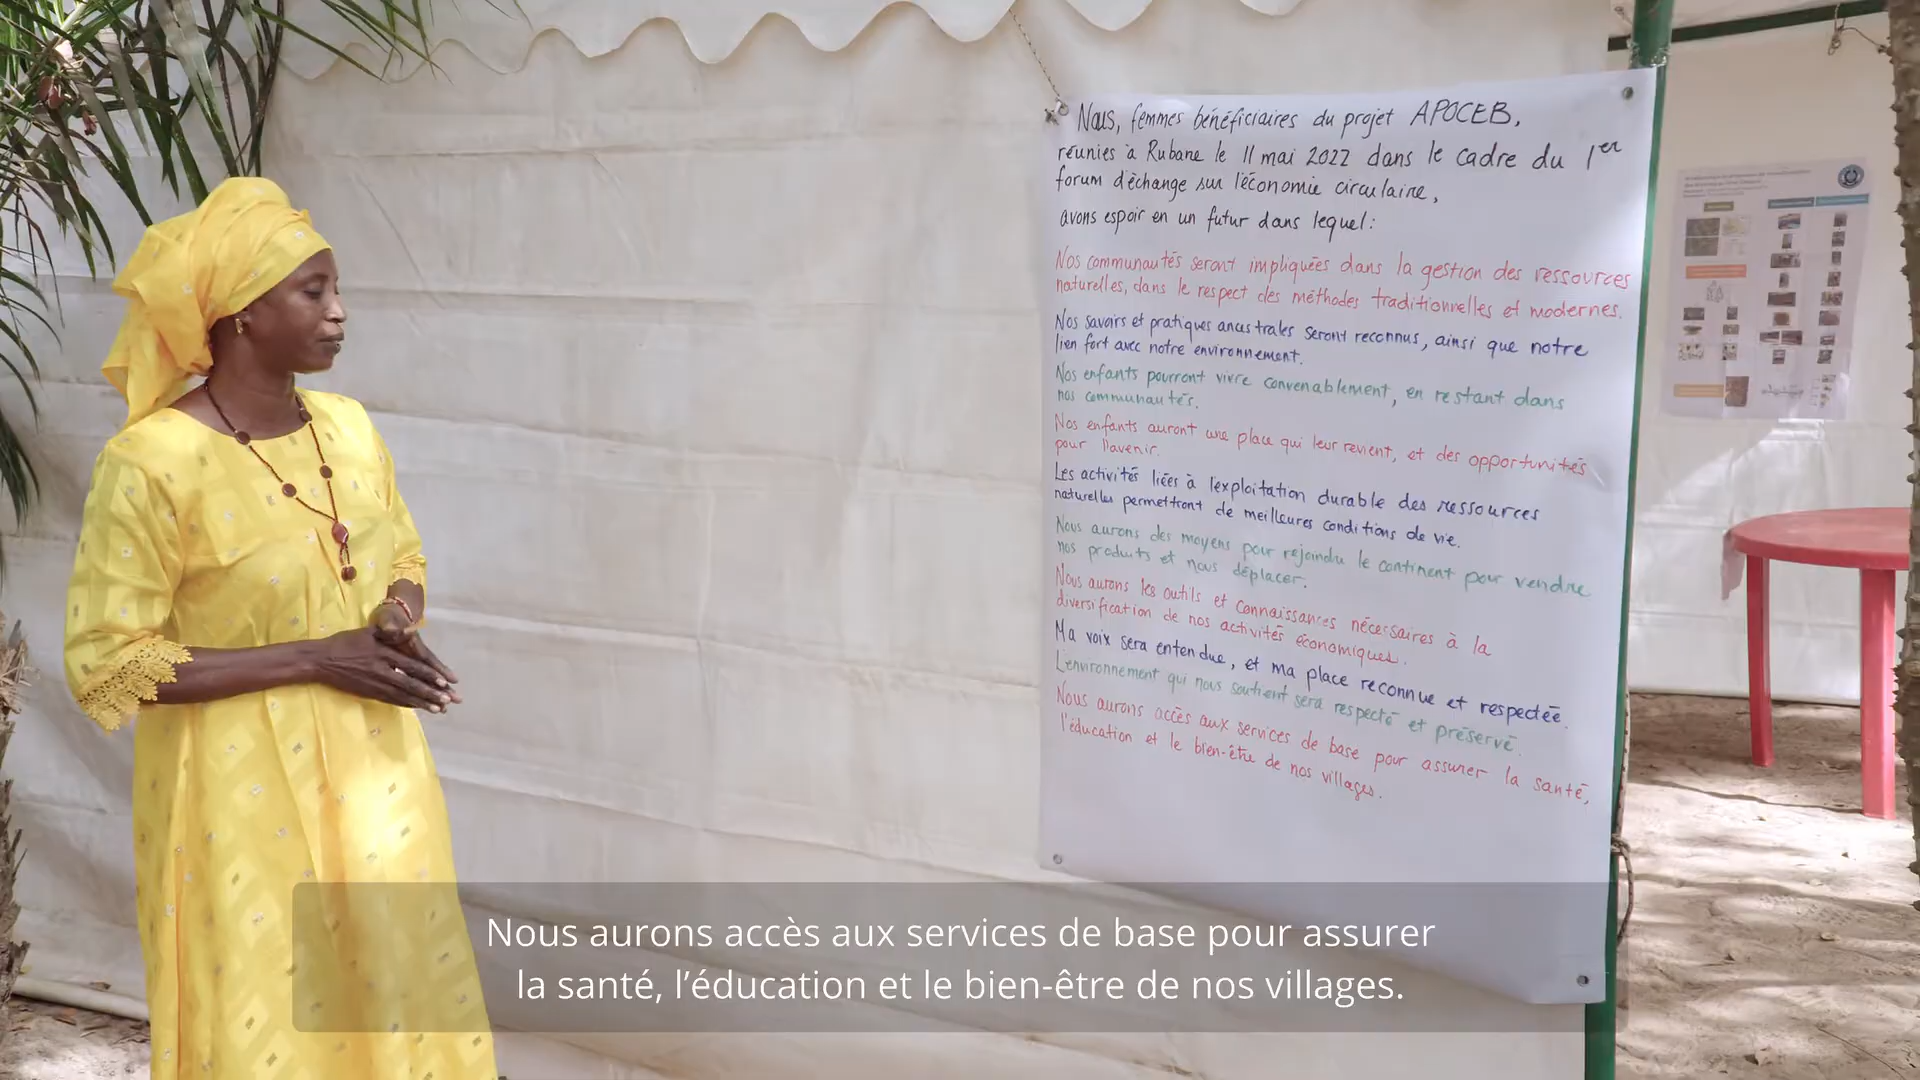 Nous, femmes bénéficiaires du projet APOCEB,
réunies à Rubane le 11 mai 2022 dans le cadre du 1er
forum d'échange sur l'économie circulaire,
avons espoir en un futur dans lequel :
Nos communautés seront impliquées dans la gestion des ressources
naturelles, dans le respect des méthodes traditionnelles et modernes.
Nos savoirs et pratiques ancestrales seront reconnus, ainsi que notre
lien fort avec notre environnement.
Nos enfants pourront vivre convenablement, en restant dans
nos communautés.
Nos enfants auront une place qui leur revient, et des opportunités
pour l'avenir.
Les activités liées à l'exploitation durable des ressources
naturelles permettront de meilleures conditions de vie.
Nous aurons des moyens pour rejoindre le continent pour vendre
nos produits et nous déplacer.
Nous aurons les outils et connaissances nécessaires à la
diversification de nos activités économiques.
Ma voix sera entendue, et ma place reconnue et respectée.
L'environnement qui nous soutient sera respecté et préservé.
Nous aurons accès aux services de base pour assurer la santé,
l'éducation et le bien-être de nos villages.
Nous aurons accès aux services de base pour assurer
la santé, l’éducation et le bien-être de nos villages.